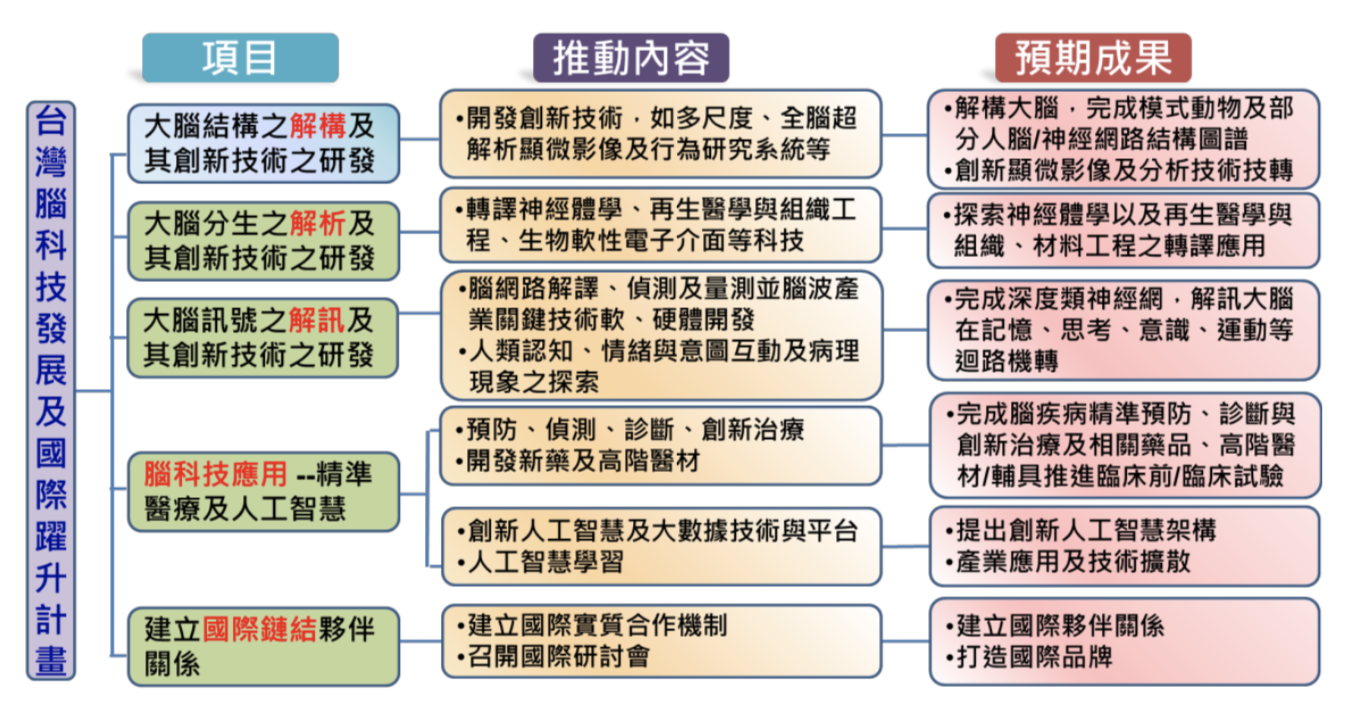 項目
推動內容
預期成果
台灣腦科技發展及國際躍升計畫
大腦結構之解構及
其創新技術之研發
•開發創新技術，如多尺度、全腦超
解析顯微影像及行為研究系統等
•解構大腦，完成模式動物及部
分人腦/神經網路結構圖譜
•創新顯微影像及分析技術技轉
大腦分生之解析及
其創新技術之研發
•轉譯神經體學、再生醫學與組織工
程、生物軟性電子介面等科技
•探索神經體學以及再生醫學與
組織、材料工程之轉譯應用
大腦訊號之解訊及
其創新技術之研發
•腦網路解譯、偵測及量測並腦波產
業關鍵技術軟、硬體開發
•人類認知、情緒與意圖互動及病理
現象之探索
•完成深度類神經網，解訊大腦
在記憶、思考、意識、運動等
迴路機轉
腦科技應用 --精準
醫療及人工智慧
•預防、偵測、診斷、創新治療
•開發新藥及高階醫材
•完成腦疾病精準預防、診斷與
創新治療及相關藥品、高階醫
材/輔具推進臨床前/臨床試驗
•創新人工智慧及大數據技術與平台
•人工智慧學習
•提出創新人工智慧架構
•產業應用及技術擴散
建立國際鏈結夥伴
關係
•建立國際實質合作機制
•召開國際研討會
•建立國際夥伴關係
•打造國際品牌